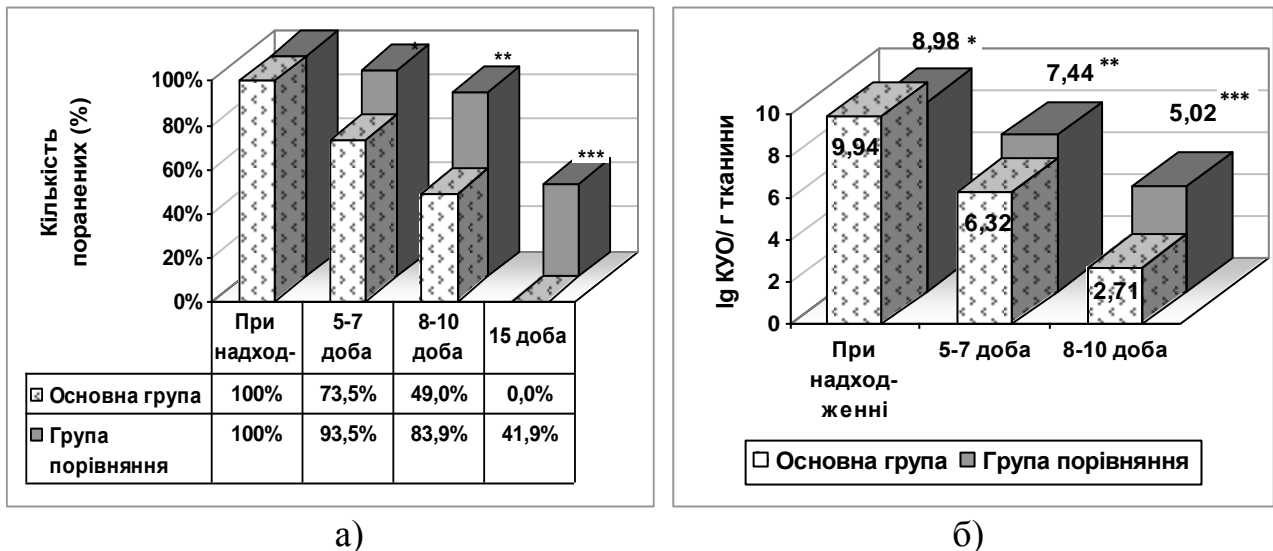 Кількість
поранених (%)
100%
80%
60%
40%
20%
0%
*
**
***
При
надход-
5-7
доба
8-10
доба
15 доба
Основна група 100% 73,5% 49,0% 0,0%
Група
порівняння
100% 93,5% 83,9% 41,9%
а)
lg КУО/ г тканини
10
8
6
4
2
0
8,98 *
7,44 **
5,02 ***
9,94
6,32
2,71
При
надход-
женні
5-7 доба
8-10 доба
Основна група Група порівняння
б)